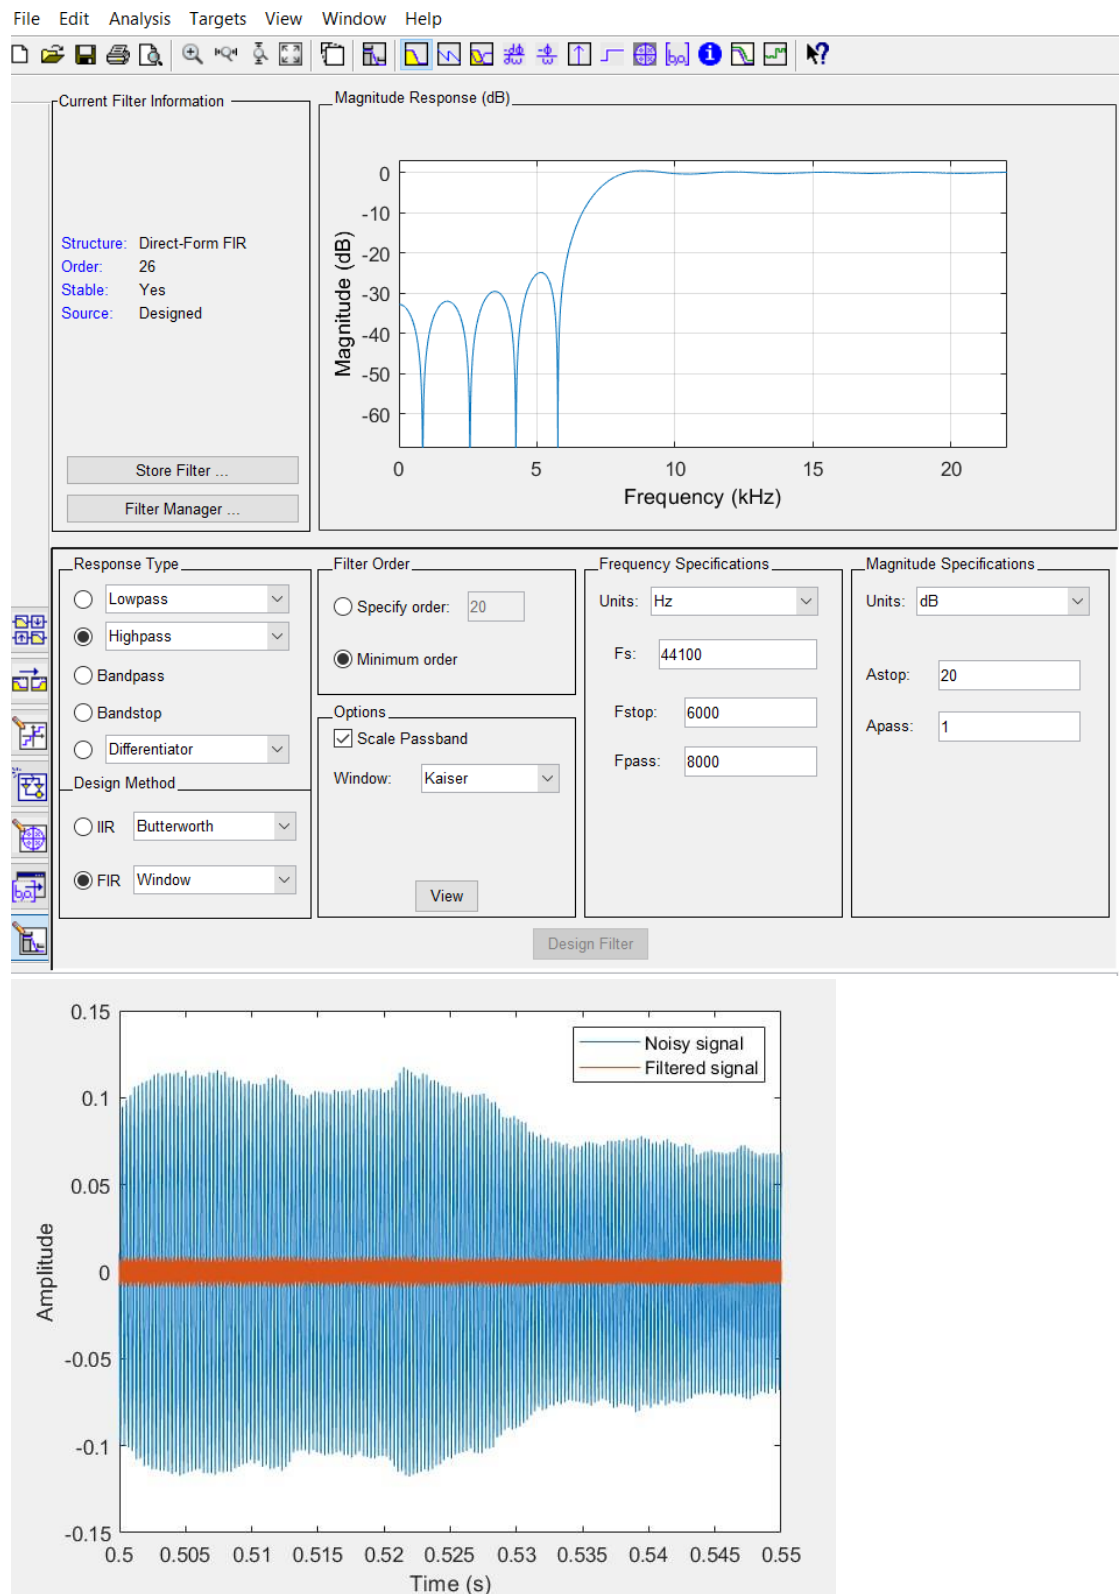 File Edit Analysis Targets View Window Help
Current Filter Information
Structure: Direct-Form FIR
Order: 26
Stable: Yes
Source: Designed
Store Filter ...
Filter Manager ...
Magnitude Response (dB)
Magnitude (dB)
0
-10
-20
-30
-40
-50
-60
0 5 10 15 20
Frequency (kHz)
Response Type
Lowpass
Highpass
Bandpass
Bandstop
Differentiator
Design Method
IIR Butterworth
FIR Window
Filter Order
Specify order: 20
Minimum order
Options
Scale Passband
Window: Kaiser
View
Frequency Specifications
Units: Hz
Fs: 44100
Fstop: 6000
Fpass: 8000
Magnitude Specifications
Units: dB
Astop: 20
Apass: 1
Design Filter
Noisy signal
Filtered signal
Amplitude
0.15
0.1
0.05
0
-0.05
-0.1
-0.15
0.5 0.505 0.51 0.515 0.52 0.525 0.53 0.535 0.54 0.545 0.55
Time (s)